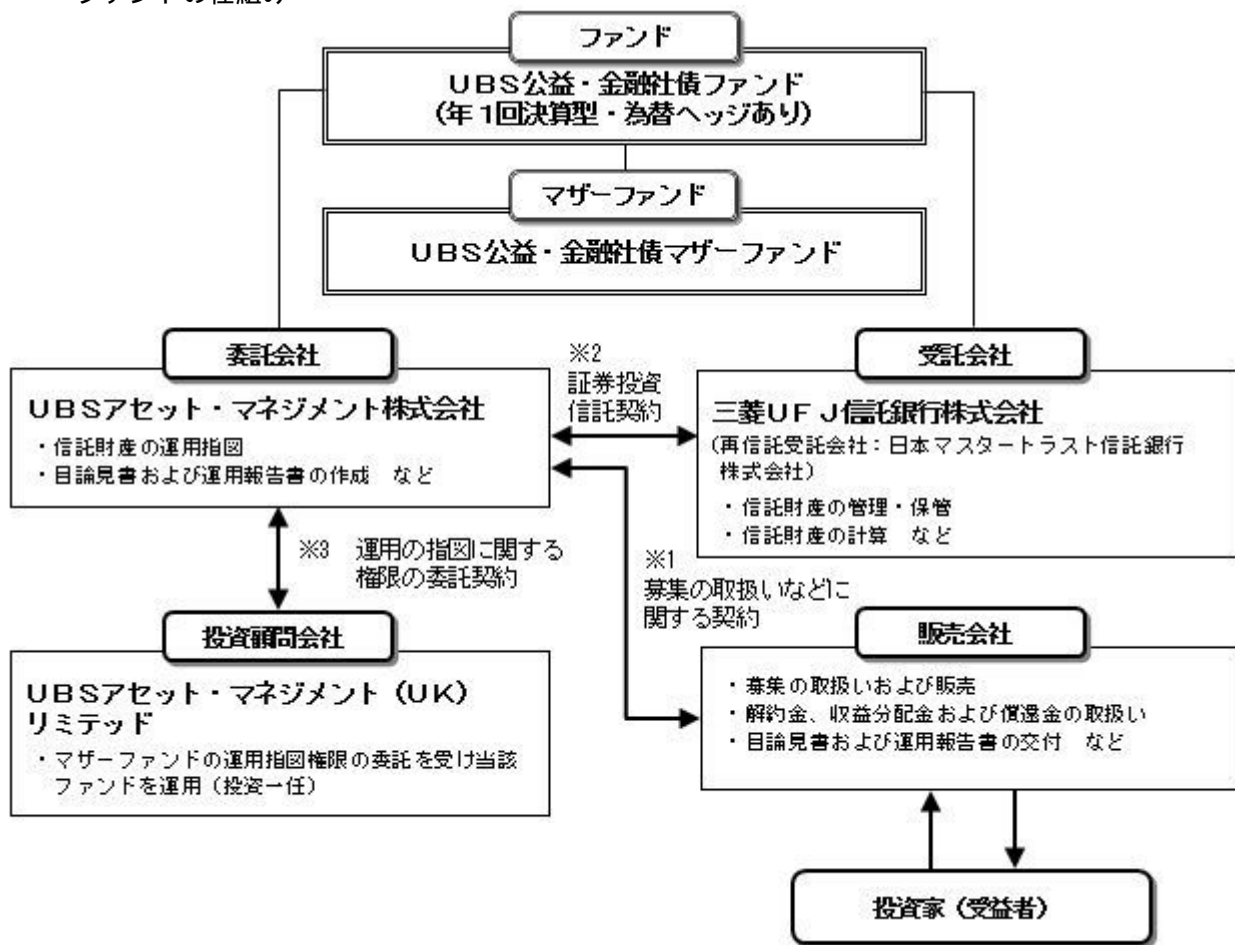 ファンドの仕組み
ファンド
UBS公益・金融社債ファンド
(年1回決算型・為替ヘッジあり)
マザーファンド
UBS公益・金融社債マザーファンド
委託会社
UBSアセット・マネジメント株式会社
・信託財産の運用指図
・目論見書および運用報告書の作成 など
※2
証券投資
信託契約
受託会社
三菱UFJ信託銀行株式会社
(再信託受託会社:日本マスタートラスト信託銀行
株式会社)
・信託財産の管理・保管
・信託財産の計算 など
※3 運用の指図に関する
権限の委託契約
※1
募集の取扱いなどに
関する契約
投資顧問会社
UBSアセット・マネジメント(UK)
リミテッド
・マザーファンドの運用指図権限の委託を受け当該
ファンドを運用(投資一任)
販売会社
・募集の取扱いおよび販売
・解約金、収益分配金および償還金の取扱い
・目論見書および運用報告書の交付 など
投資家(受益者)